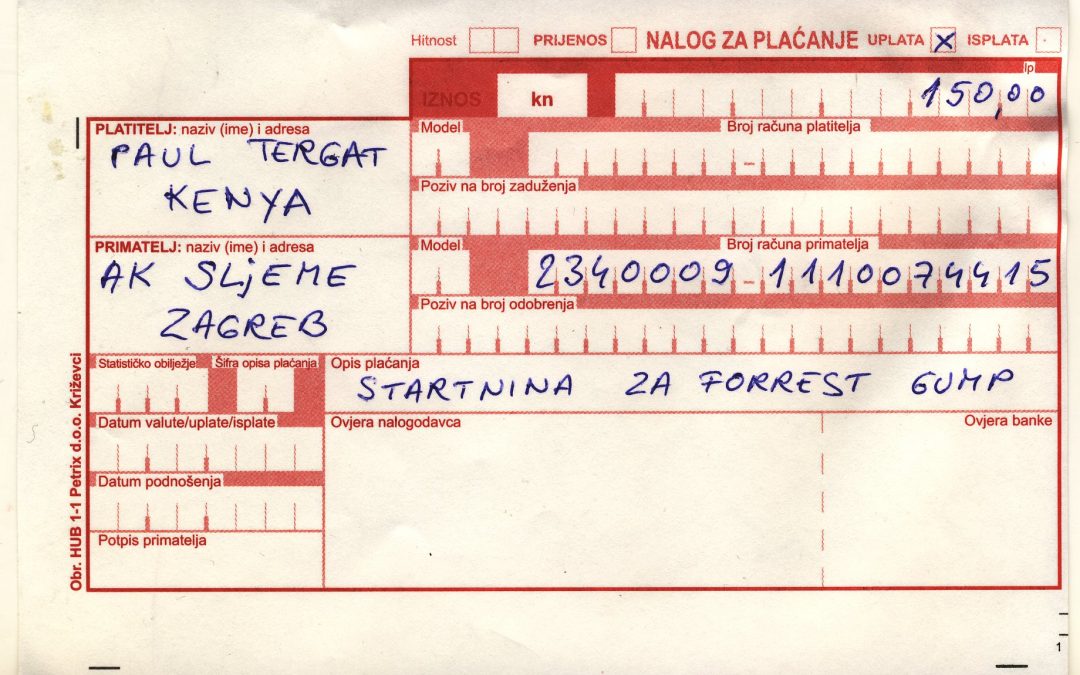 Hitnost PRIJENOS NALOG ZA PLAĆANJE UPLATA X ISPLATA
lp
IZNOS kn 150,00
PLATITELJ: naziv (ime) i adresa
PAUL TERGAT
KENYA
Model Broj računa platitelja
Poziv na broj zaduženja
PRIMATELJ: naziv (ime) i adresa
AK SLjEME
ZAGREB
Model Broj računa primatelja
2340009-1110074415
Poziv na broj odobrenja
Statističko obilježje Šifra opisa plaćanja
Opis plaćanja
STARTNINA ZA FORREST GUMP
Datum valute/uplate/isplate
Ovjera nalogodavca
Ovjera banke
Datum podnošenja
Potpis primatelja
Obr. HUB 1-1 Petrix d.o.o. Križevci
1